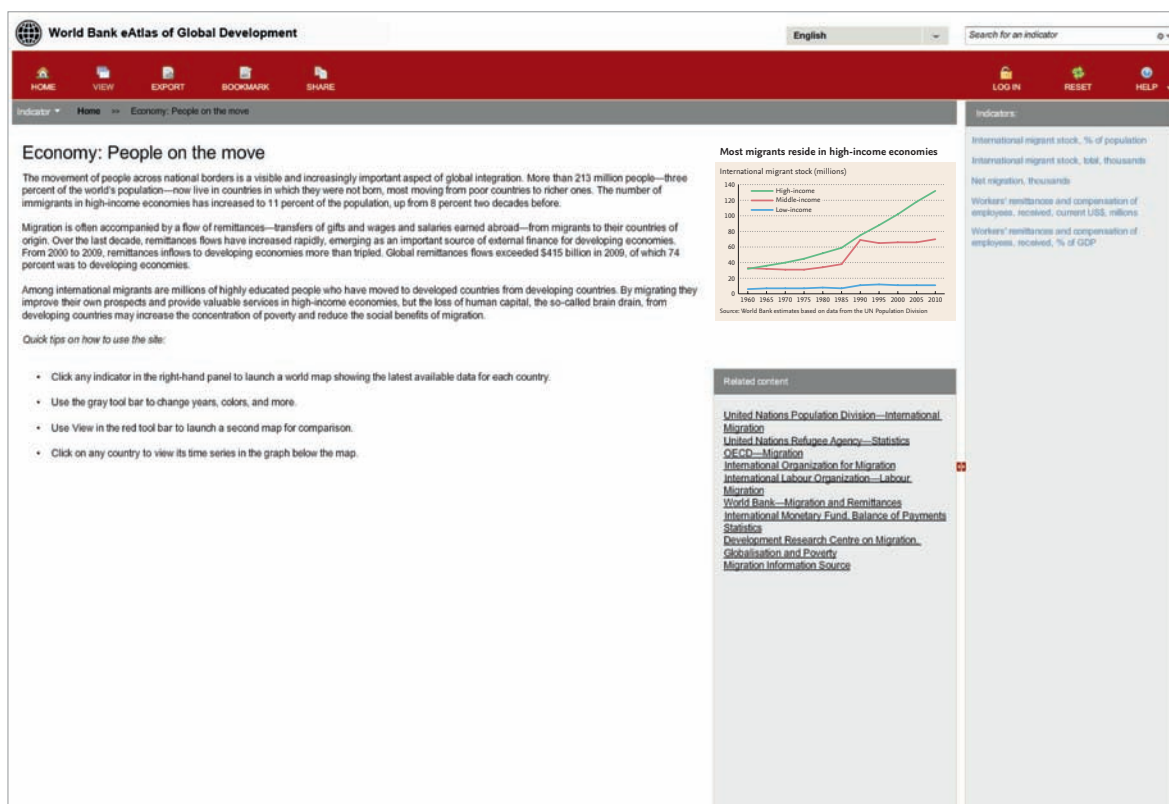 World Bank eAtlas of Global Development
English
Search for an indicator
HOME
VIEW
EXPORT
BOOKMARK
SHARE
LOG IN
RESET
HELP
Indicator
Home >> Economy: People on the move
Indicators:
Economy: People on the move
The movement of people across national borders is a visible and increasingly important aspect of global integration. More than 213 million people—three
percent of the world's population—now live in countries in which they were not born, most moving from poor countries to richer ones. The number of
immigrants in high-income economies has increased to 11 percent of the population, up from 8 percent two decades before.
Migration is often accompanied by a flow of remittances—transfers of gifts and wages and salaries earned abroad—from migrants to their countries of
origin. Over the last decade, remittances flows have increased rapidly, emerging as an important source of external finance for developing economies.
From 2000 to 2009, remittances inflows to developing economies more than tripled. Global remittances flows exceeded $415 billion in 2009, of which 74
percent was to developing economies.
Among international migrants are millions of highly educated people who have moved to developed countries from developing countries. By migrating they
improve their own prospects and provide valuable services in high-income economies, but the loss of human capital, the so-called brain drain, from
developing countries may increase the concentration of poverty and reduce the social benefits of migration.
Quick tips on how to use the site:
• Click any indicator in the right-hand panel to launch a world map showing the latest available data for each country.
• Use the gray tool bar to change years, colors, and more.
• Use View in the red tool bar to launch a second map for comparison.
• Click on any country to view its time series in the graph below the map.
Most migrants reside in high-income economies
International migrant stock (millions)
140
120
100
80
60
40
20
0
High-income
Middle-income
Low-income
1960 1965 1970 1975 1980 1985 1990 1995 2000 2005 2010
Source: World Bank estimates based on data from the UN Population Division
Related content
United Nations Population Division—International
Migration
United Nations Refugee Agency—Statistics
OECD—Migration
International Organization for Migration
International Labour Organization—Labour
Migration
World Bank—Migration and Remittances
International Monetary Fund, Balance of Payments
Statistics
Development Research Centre on Migration,
Globalisation and Poverty
Migration Information Source
International migrant stock, % of population
International migrant stock, total, thousands
Net migration, thousands
Workers' remittances and compensation of
employees, received, current US$, millions
Workers' remittances and compensation of
employees, received, % of GDP